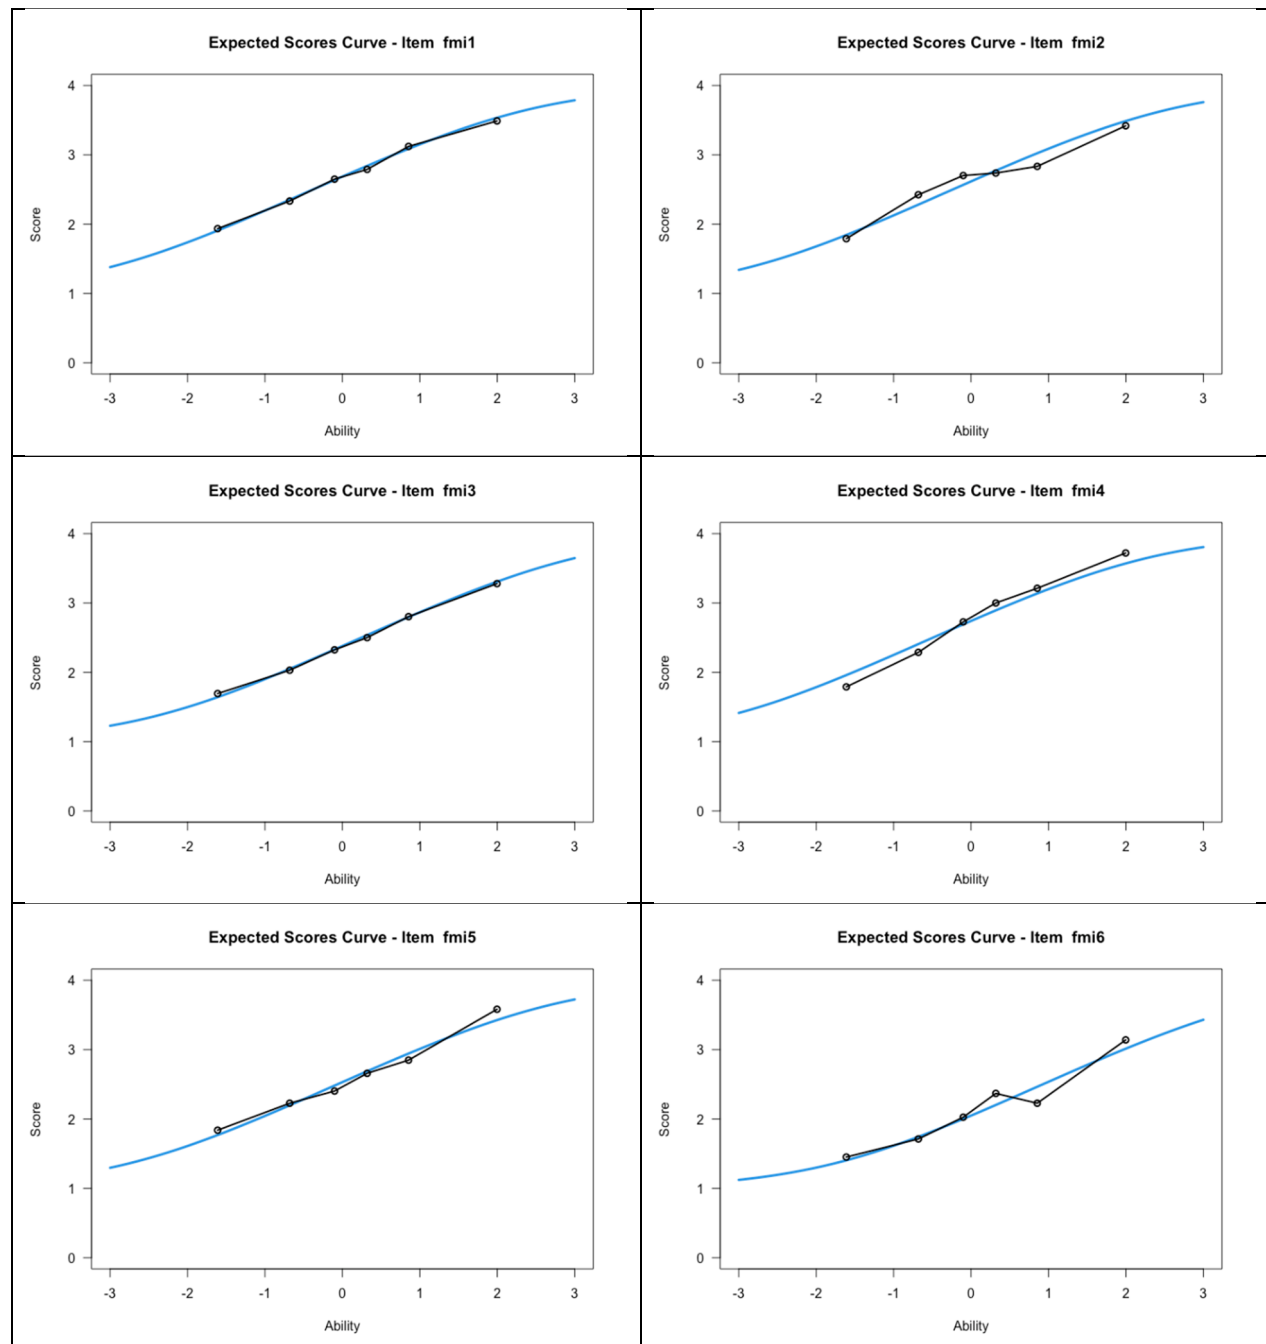 Expected Scores Curve - Item  fmi1
4
3
2
1
0
Score
-3 -2 -1 0 1 2 3
Ability
Expected Scores Curve - Item  fmi2
4
3
2
1
0
Score
-3 -2 -1 0 1 2 3
Ability
Expected Scores Curve - Item  fmi3
4
3
2
1
0
Score
-3 -2 -1 0 1 2 3
Ability
Expected Scores Curve - Item  fmi4
4
3
2
1
0
Score
-3 -2 -1 0 1 2 3
Ability
Expected Scores Curve - Item  fmi5
4
3
2
1
0
Score
-3 -2 -1 0 1 2 3
Ability
Expected Scores Curve - Item  fmi6
4
3
2
1
0
Score
-3 -2 -1 0 1 2 3
Ability